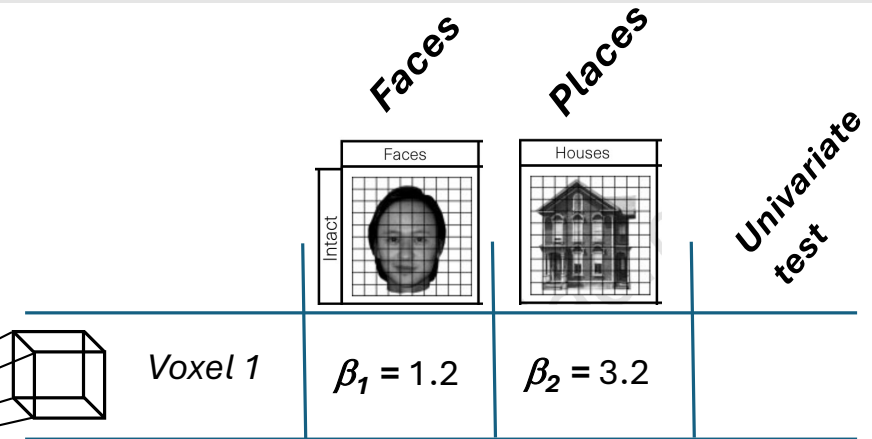 Faces
Places
Univariate
test
Faces
Houses
Intact
Voxel 1
β1 = 1.2
β2 = 3.2